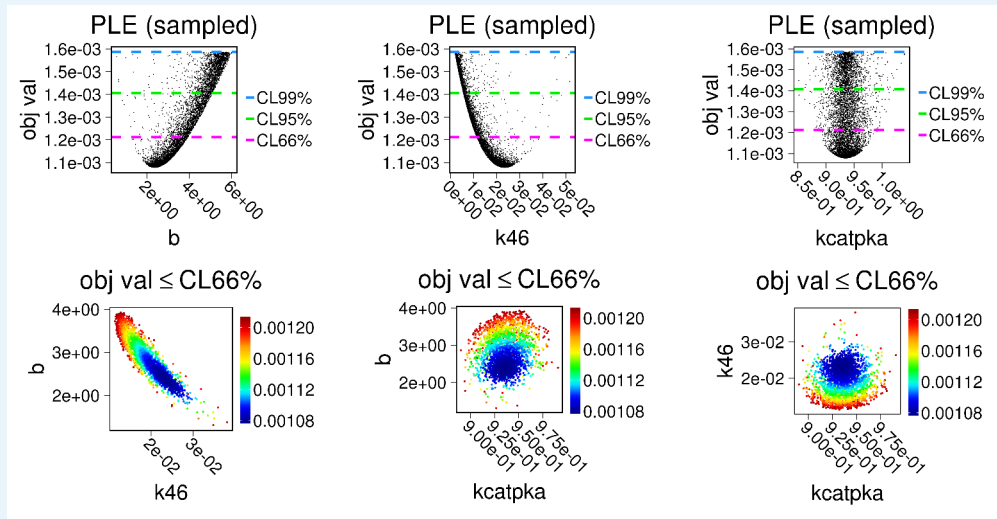 PLE (sampled)
obj val
1.6e-03
1.5e-03
1.4e-03
1.2e-03
1.1e-03
CL99%
CL95%
CL66%
2e+00
4e+00
6e+00
b
PLE (sampled)
obj val
1.6e-03
1.5e-03
1.4e-03
1.2e-03
1.1e-03
CL99%
CL95%
CL66%
0e+00
1e-02
2e-02
3e-02
4e-02
5e-02
k46
PLE (sampled)
obj val
1.6e-03
1.5e-03
1.4e-03
1.2e-03
1.1e-03
CL99%
CL95%
CL66%
8.5e-01
9.0e-01
9.5e-01
1.0e+00
kcatpka
obj val ≤ CL66%
b
4e+00
3e+00
2e+00
0.00120
0.00116
0.00112
0.00108
2e-02
3e-02
k46
obj val ≤ CL66%
b
4e+00
3e+00
2e+00
0.00120
0.00116
0.00112
0.00108
9.00e-01
9.25e-01
9.50e-01
9.75e-01
kcatpka
obj val ≤ CL66%
k46
3e-02
2e-02
0.00120
0.00116
0.00112
0.00108
9.00e-01
9.25e-01
9.50e-01
9.75e-01
kcatpka